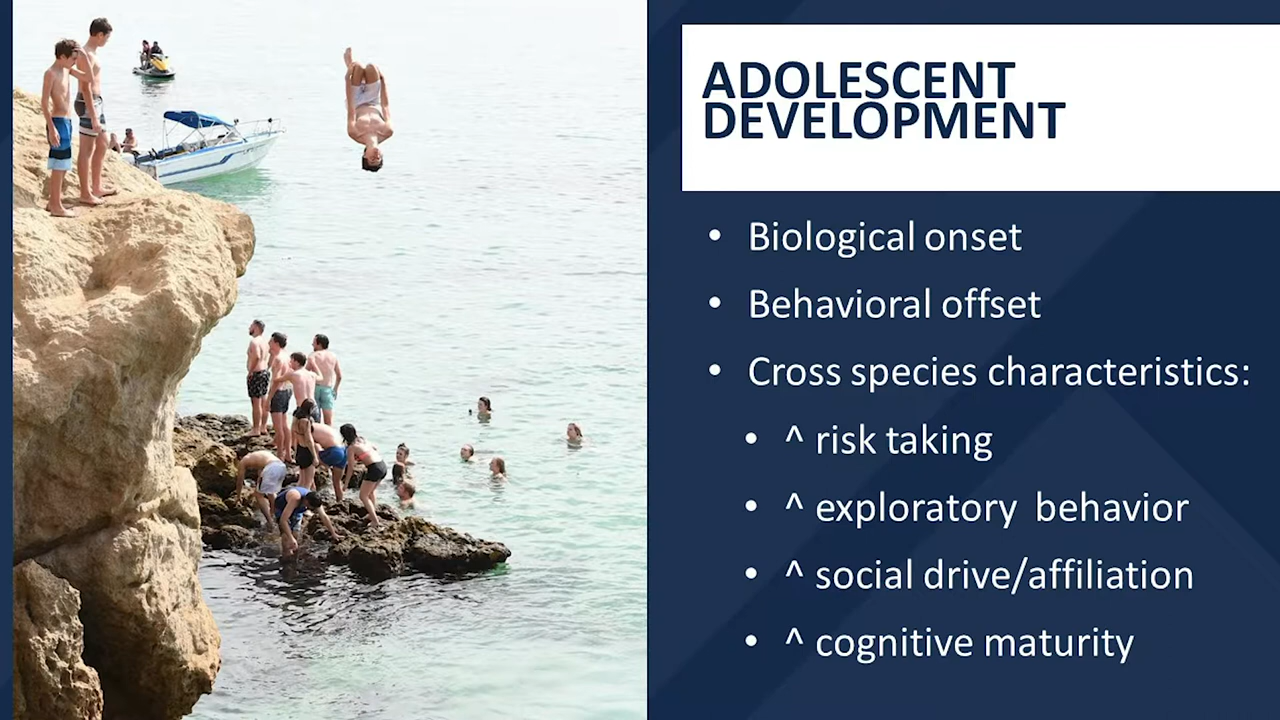 ADOLESCENT
DEVELOPMENT
• Biological onset
• Behavioral offset
• Cross species characteristics:
• ^ risk taking
• ^ exploratory behavior
• ^ social drive/affiliation
• ^ cognitive maturity